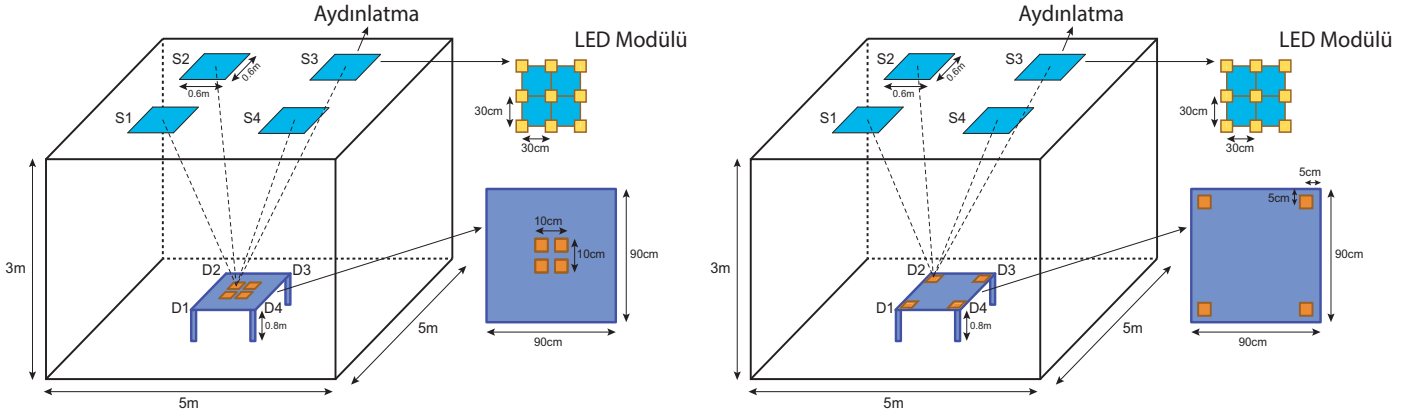 Aydınlatma
LED Modülü
S2
S3
0.6m
0.6m
S1
S4
30cm
30cm
3m
10cm
10cm
90cm
D2
D3
D1
D4
0.8m
5m
90cm
5m
Aydınlatma
LED Modülü
S2
S3
0.6m
0.6m
S1
S4
30cm
30cm
5cm
5cm
3m
90cm
D2
D3
D1
D4
0.8m
5m
90cm
5m